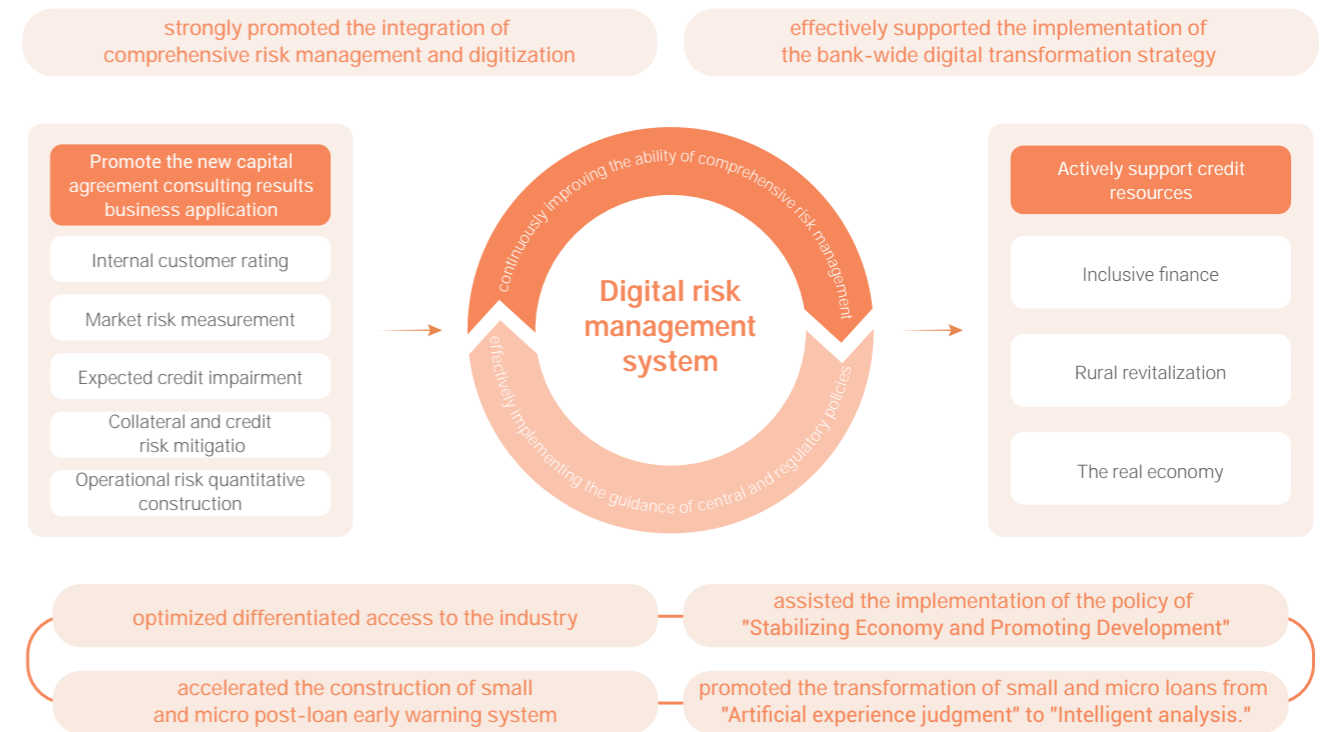 strongly promoted the integration of
comprehensive risk management and digitization
effectively supported the implementation of
the bank-wide digital transformation strategy
Promote the new capital
agreement consulting results
business application
Internal customer rating
Market risk measurement
Expected credit impairment
Collateral and credit
risk mitigatio
Operational risk quantitative
construction
continuously improving the ability of comprehensive risk management
Digital risk
management
system
effectively implementing the guidance of central and regulatory policies
Actively support credit
resources
Inclusive finance
Rural revitalization
The real economy
optimized differentiated access to the industry
assisted the implementation of the policy of
"Stabilizing Economy and Promoting Development"
accelerated the construction of small
and micro post-loan early warning system
promoted the transformation of small and micro loans from
"Artificial experience judgment" to "Intelligent analysis."